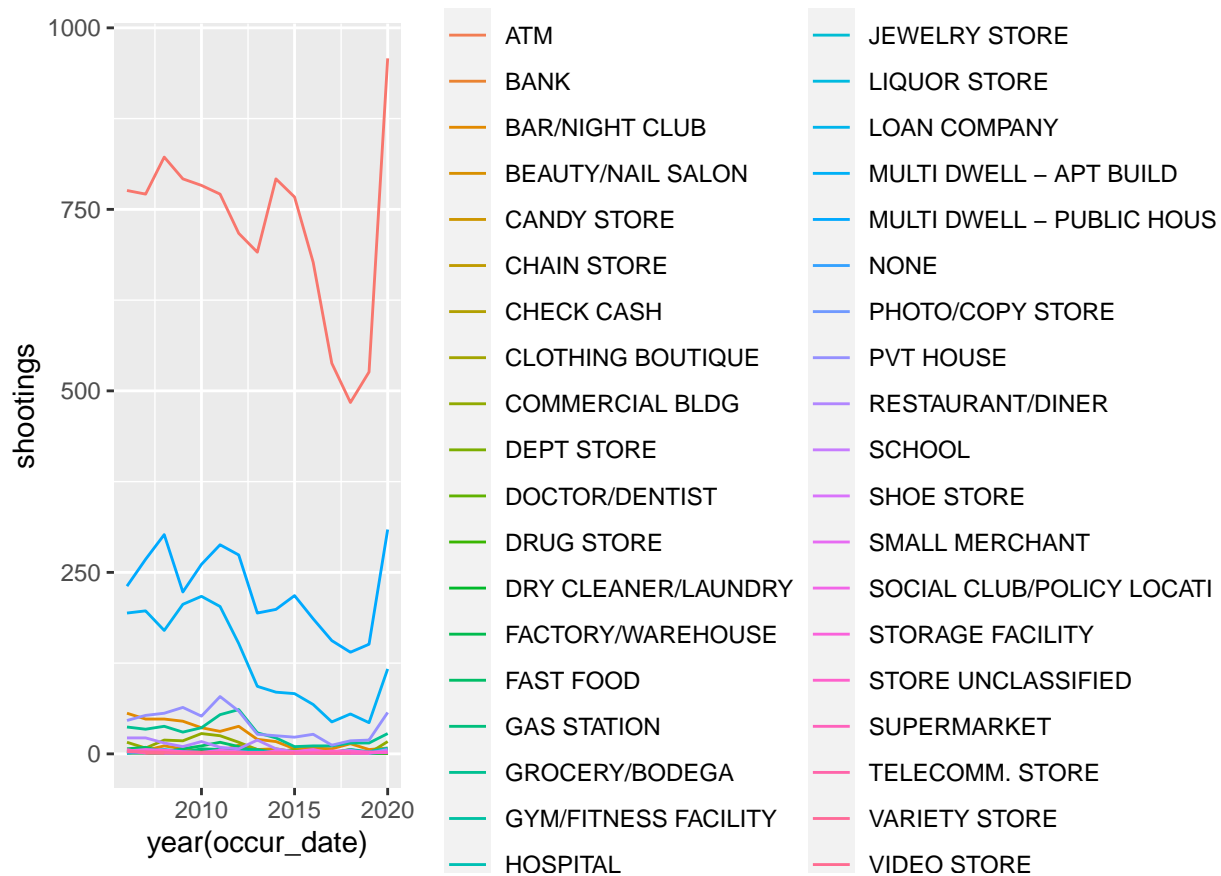 1000
750
500
250
0
shootings
2010
2015
2020
year(occur_date)
ATM
BANK
BAR/NIGHT CLUB
BEAUTY/NAIL SALON
CANDY STORE
CHAIN STORE
CHECK CASH
CLOTHING BOUTIQUE
COMMERCIAL BLDG
DEPT STORE
DOCTOR/DENTIST
DRUG STORE
DRY CLEANER/LAUNDRY
FACTORY/WAREHOUSE
FAST FOOD
GAS STATION
GROCERY/BODEGA
GYM/FITNESS FACILITY
HOSPITAL
JEWELRY STORE
LIQUOR STORE
LOAN COMPANY
MULTI DWELL − APT BUILD
MULTI DWELL − PUBLIC HOUS
NONE
PHOTO/COPY STORE
PVT HOUSE
RESTAURANT/DINER
SCHOOL
SHOE STORE
SMALL MERCHANT
SOCIAL CLUB/POLICY LOCATI
STORAGE FACILITY
STORE UNCLASSIFIED
SUPERMARKET
TELECOMM. STORE
VARIETY STORE
VIDEO STORE